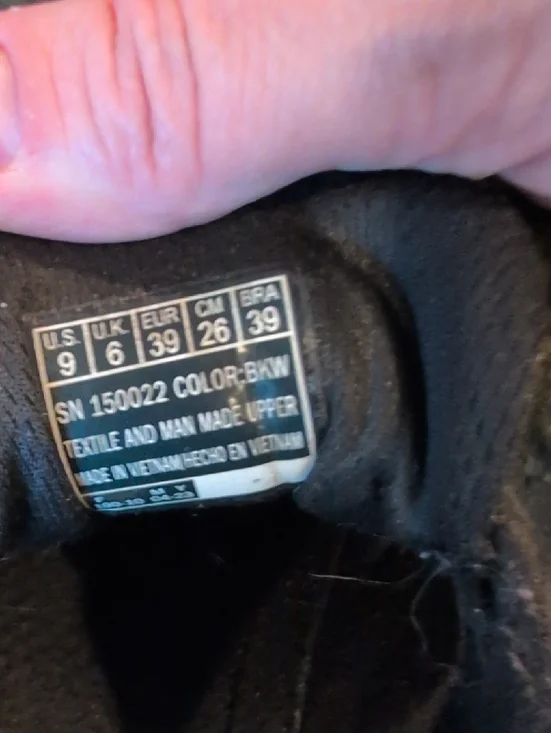 U.S. U.K. EUR CM BRA
9 6 39 26 39
SN 150022 COLOR:BKW
TEXTILE AND MAN MADE UPPER
MADE IN VIETNAM/HECHO EN VIETNAM
M Y